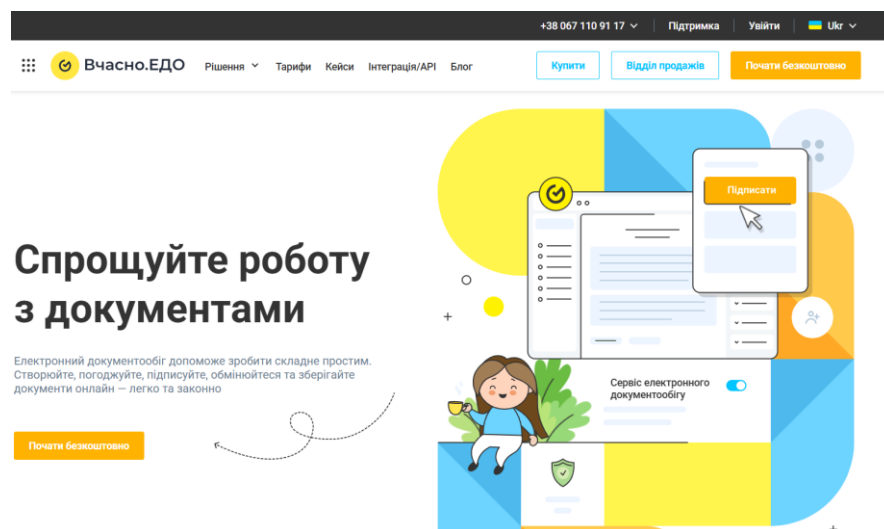 +38 067 110 91 17
Підтримка
Увійти
Ukr
Вчасно.ЕДО
Рішення
Тарифи
Кейси
Інтеграція/API
Блог
Купити
Відділ продажів
Почати безкоштовно
Підписати
Спрощуйте роботу
з документами
Електронний документообіг допоможе зробити складне простим.
Створюйте, погоджуйте, підписуйте, обмінюйтеся та зберігайте
документи онлайн — легко та законно
Почати безкоштовно
Сервіс електронного
документообігу